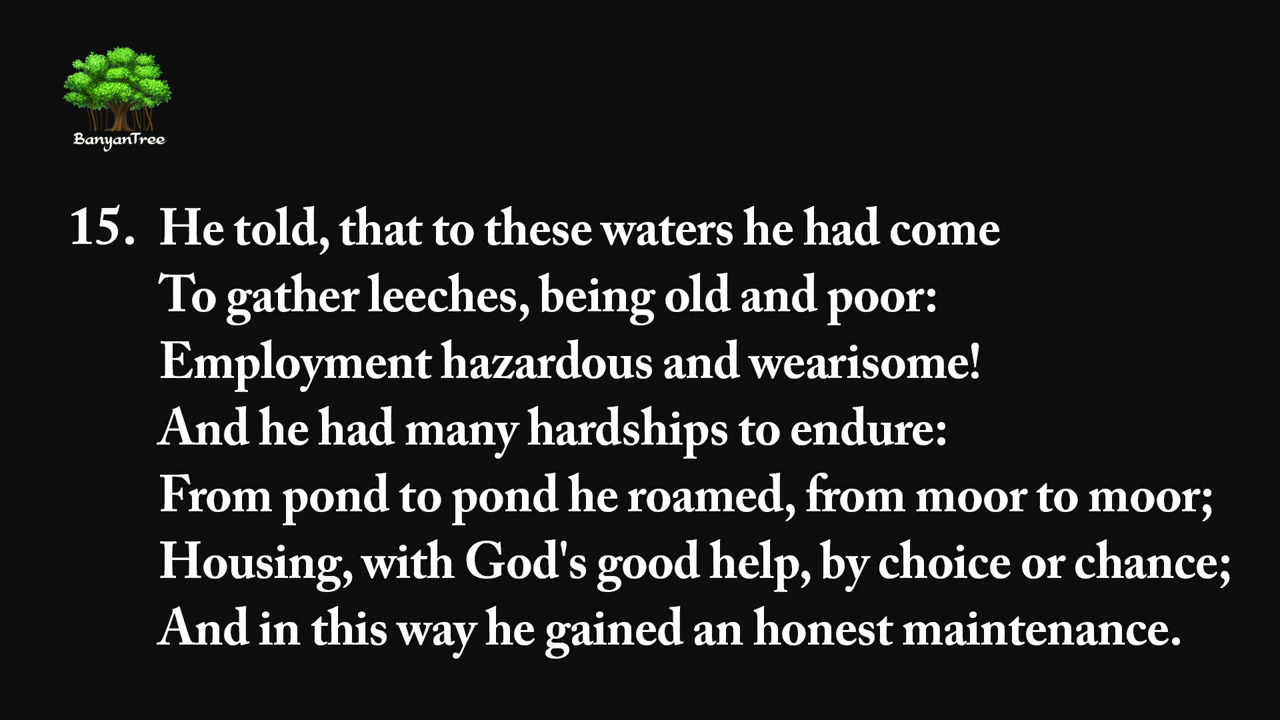 BanyanTree
15. He told, that to these waters he had come
To gather leeches, being old and poor:
Employment hazardous and wearisome!
And he had many hardships to endure:
From pond to pond he roamed, from moor to moor;
Housing, with God's good help, by choice or chance;
And in this way he gained an honest maintenance.